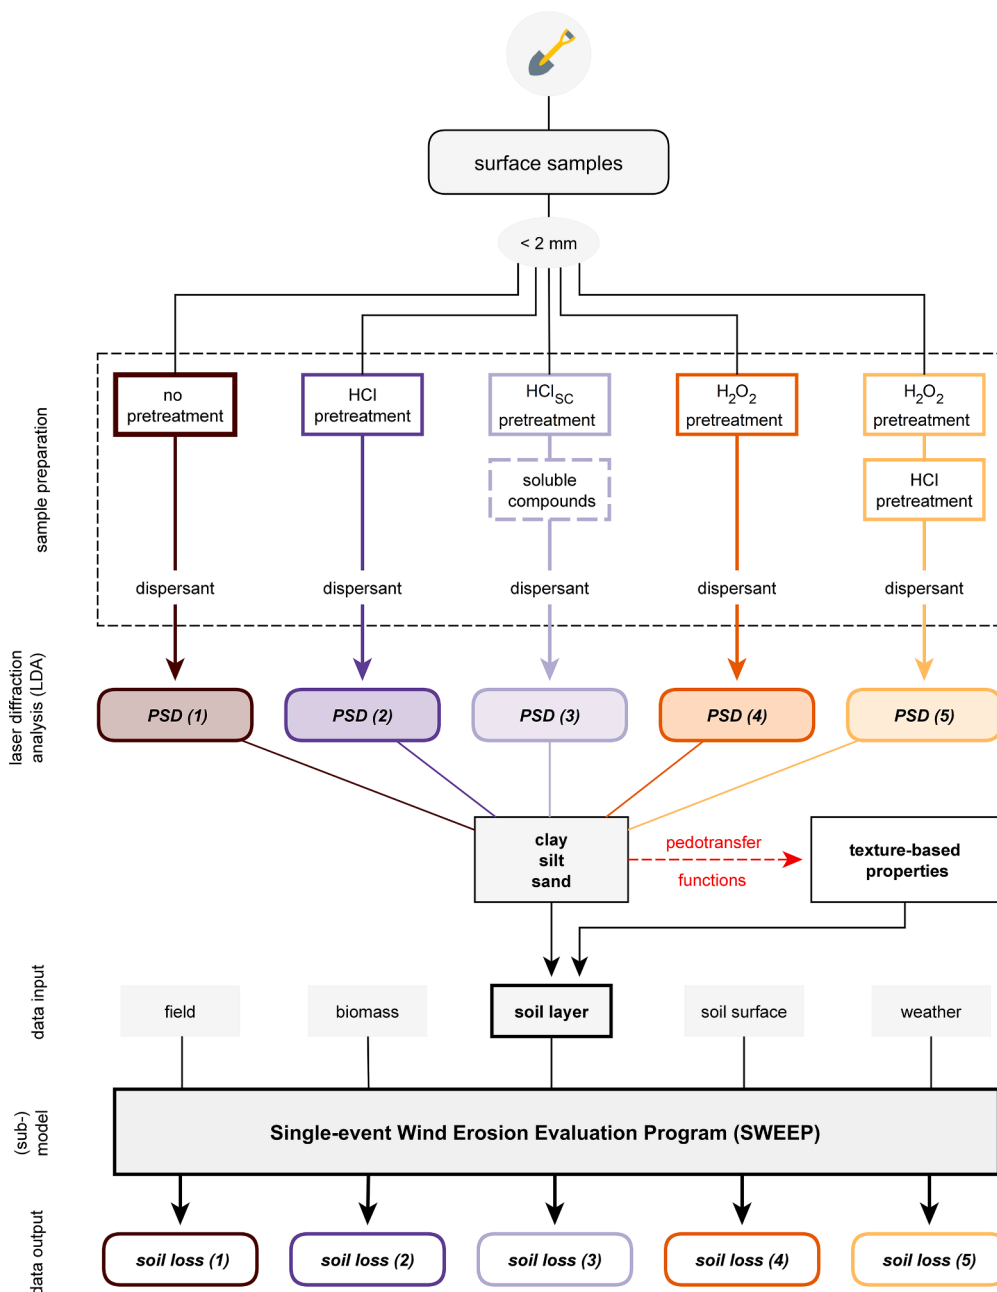 surface samples
< 2 mm
sample preparation
no
pretreatment
HCl
pretreatment
HClSC
pretreatment
H2O2
pretreatment
H2O2
pretreatment
soluble
compounds
HCl
pretreatment
dispersant
dispersant
dispersant
dispersant
dispersant
laser diffraction
analysis (LDA)
PSD (1)
PSD (2)
PSD (3)
PSD (4)
PSD (5)
clay
silt
sand
pedotransfer
functions
texture-based
properties
data input
field
biomass
soil layer
soil surface
weather
(sub-)
model
Single-event Wind Erosion Evaluation Program (SWEEP)
data output
soil loss (1)
soil loss (2)
soil loss (3)
soil loss (4)
soil loss (5)